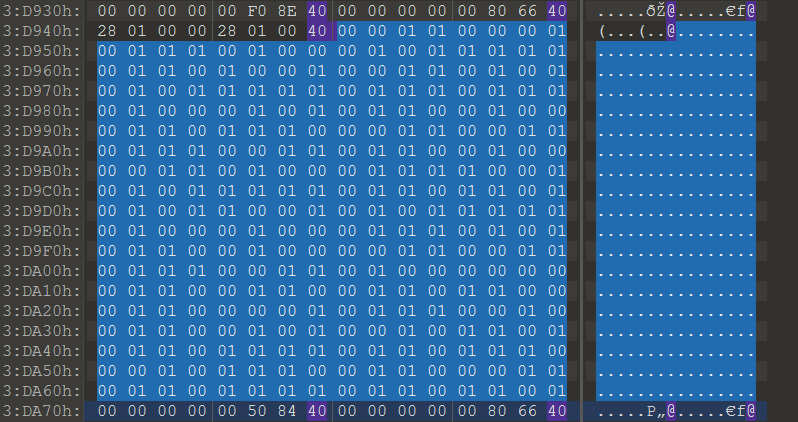 3:D930h: 00 00 00 00 00 F0 8E 40 00 00 00 00 00 80 66 40 .....ðŽ@.....€f@
3:D940h: 28 01 00 00 28 01 00 40 00 00 01 01 00 00 00 01 (...(..@........
3:D950h: 00 01 01 01 00 01 01 00 00 00 01 00 01 01 01 01 ................
3:D960h: 00 01 01 00 01 00 00 01 00 01 01 00 01 00 00 01 ................
3:D970h: 00 01 01 01 00 01 01 01 00 00 01 01 00 01 01 01 ................
3:D980h: 00 01 00 00 00 01 00 01 00 00 01 00 01 00 00 00 ................
3:D990h: 00 01 01 00 01 01 01 01 00 00 01 01 00 00 01 01 ................
3:D9A0h: 00 01 01 01 00 00 01 01 00 01 01 00 01 00 00 01 ................
3:D9B0h: 00 00 01 01 00 00 00 01 00 01 01 01 01 00 00 01 ................
3:D9C0h: 00 01 01 01 01 01 01 01 00 01 00 01 01 01 00 01 ................
3:D9D0h: 00 01 00 01 01 00 00 01 00 01 00 01 01 01 01 01 ................
3:D9E0h: 00 01 01 00 01 00 00 00 00 01 01 00 00 00 01 01 ................
3:D9F0h: 00 01 01 00 01 00 00 00 00 00 00 00 00 00 01 01 ................
3:DA00h: 00 01 01 00 00 01 01 01 00 00 00 00 00 00 00 00 ................
3:DA10h: 00 01 01 00 00 01 01 00 00 01 01 00 00 00 01 01 ................
3:DA20h: 00 01 00 00 00 00 01 00 00 00 01 00 00 00 00 01 ................
3:DA30h: 00 01 01 01 00 01 00 00 00 01 01 00 00 00 01 01 ................
3:DA40h: 00 01 01 00 01 01 01 01 00 00 01 01 00 00 01 01 ................
3:DA50h: 00 01 00 00 00 01 01 00 00 01 01 00 01 01 00 00 ................
3:DA60h: 00 01 01 00 01 01 01 01 00 01 01 00 01 01 00 01 ................
3:DA70h: 00 00 00 00 00 50 84 40 00 00 00 00 00 80 66 40 .....P„@.....€f@